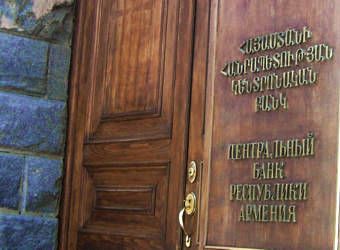 ՀԱՅԱՍՏԱՆԻ
ՀԱՆՐԱՊԵՏՈՒԹՅԱՆ
ԿԵՆՏՐՈՆԱԿԱՆ
ԲԱՆԿ
ЦЕНТРАЛЬНЫЙ
БАНК
РЕСПУБЛИКИ
АРМЕНИЯ